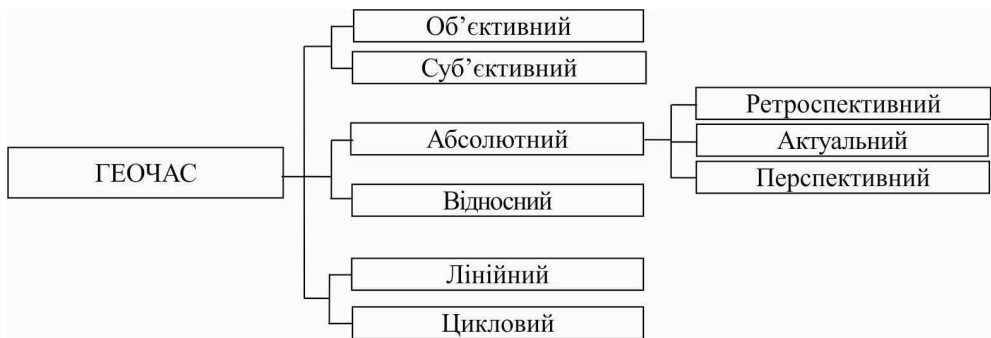 ГЕОЧАС
Об’єктивний
Суб’єктивний
Абсолютний
Відносний
Лінійний
Цикловий
Ретроспективний
Актуальний
Перспективний